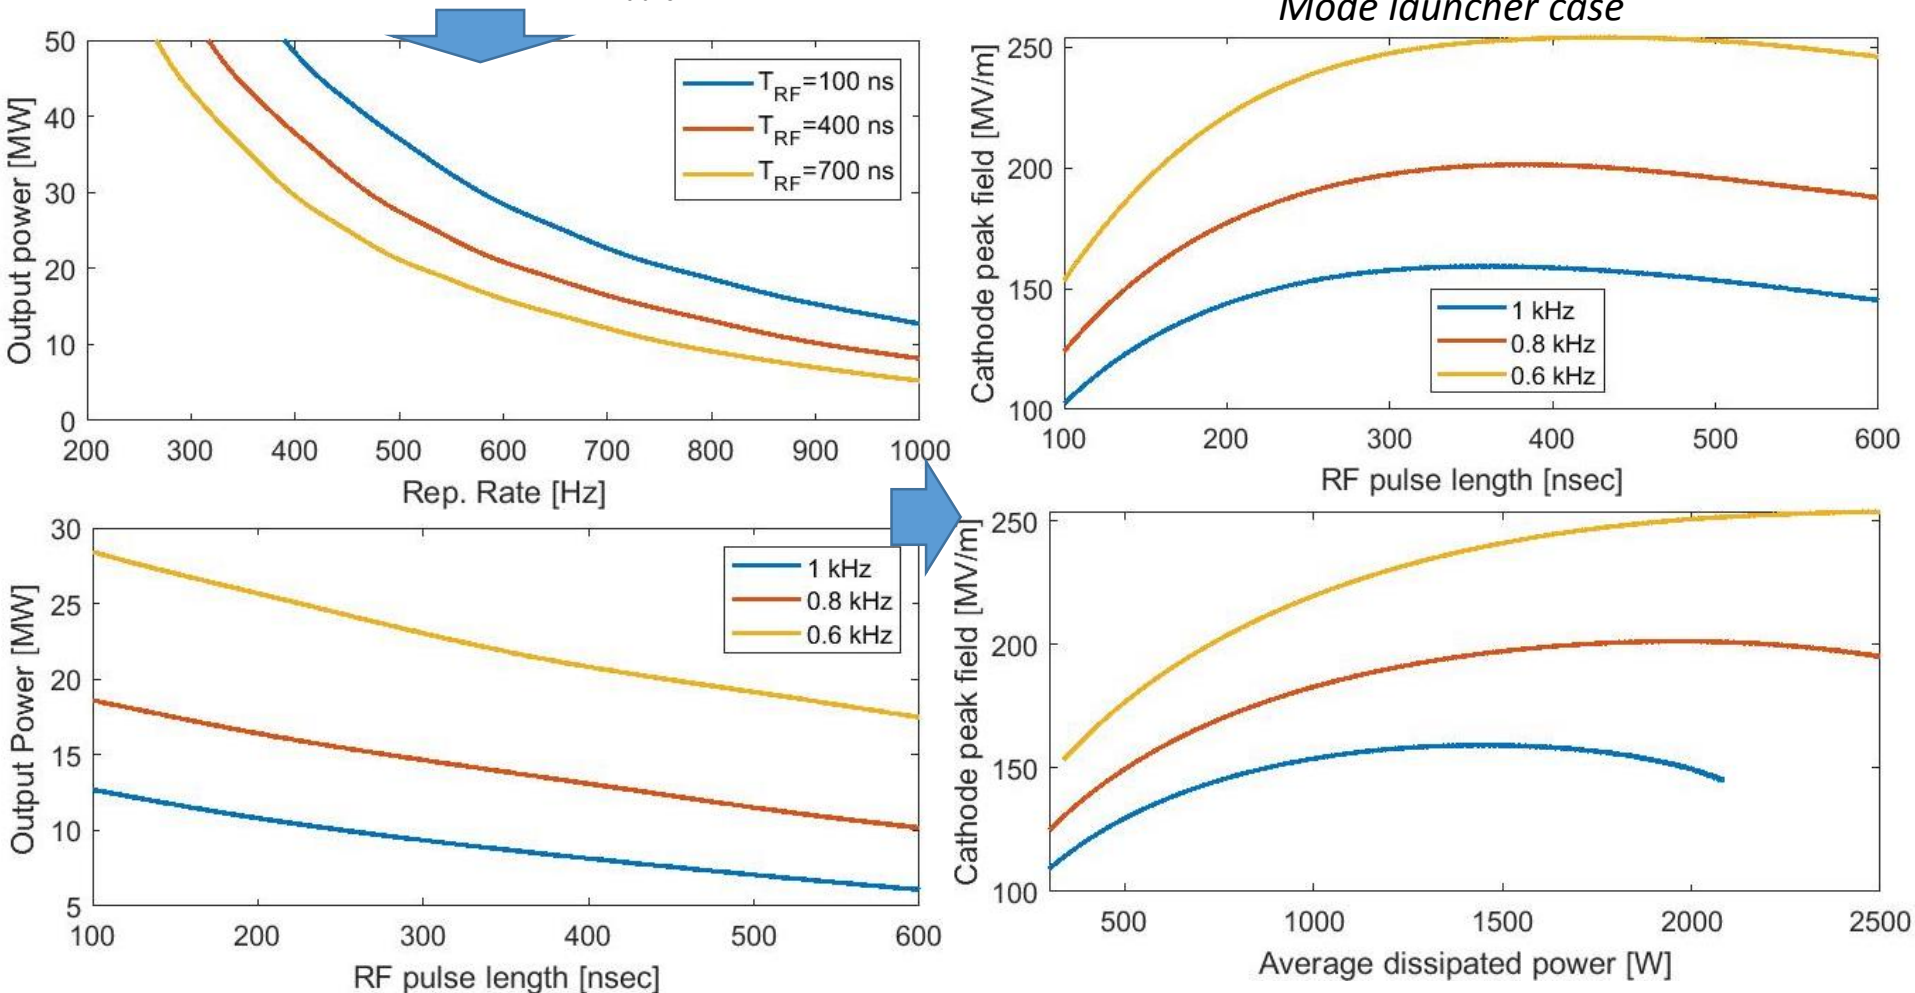 Mode launcher case
50
40
30
20
10
0
Output power [MW]
T_RF=100 ns
T_RF=400 ns
T_RF=700 ns
200 300 400 500 600 700 800 900 1000
Rep. Rate [Hz]
250
200
150
100
Cathode peak field [MV/m]
1 kHz
0.8 kHz
0.6 kHz
100 200 300 400 500 600
RF pulse length [nsec]
30
25
20
15
10
5
Output Power [MW]
1 kHz
0.8 kHz
0.6 kHz
100 200 300 400 500 600
RF pulse length [nsec]
250
200
150
100
Cathode peak field [MV/m]
500 1000 1500 2000 2500
Average dissipated power [W]